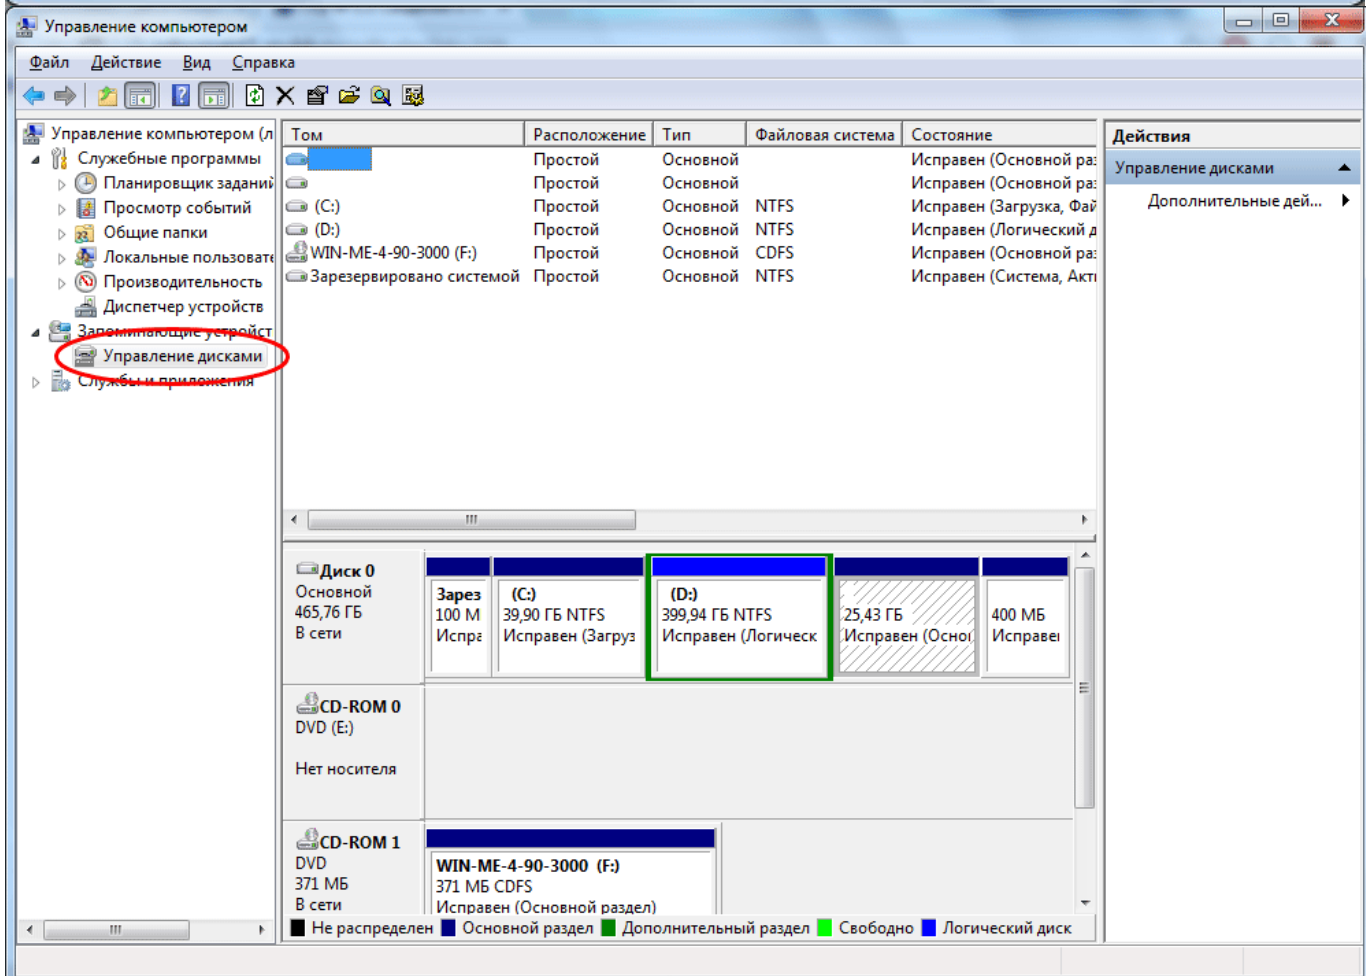 Управление компьютером
Файл Действие Вид Справка
Управление компьютером (л
Служебные программы
Планировщик заданий
Просмотр событий
Общие папки
Локальные пользовате
Производительность
Диспетчер устройств
Запоминающие устройст
Управление дисками
Службы и приложения
Том Расположение Тип Файловая система Состояние
Простой Основной Исправен (Основной раз
Простой Основной Исправен (Основной раз
(C:) Простой Основной NTFS Исправен (Загрузка, Фай
(D:) Простой Основной NTFS Исправен (Логический д
WIN-ME-4-90-3000 (F:) Простой Основной CDFS Исправен (Основной раз
Зарезервировано системой Простой Основной NTFS Исправен (Система, Акти
Диск 0
Основной
465,76 ГБ
В сети
Зарез
100 М
Испра
(C:)
39,90 ГБ NTFS
Исправен (Загруз
(D:)
399,94 ГБ NTFS
Исправен (Логическ
25,43 ГБ
Исправен (Основ
400 МБ
Исправен
CD-ROM 0
DVD (E:)
Нет носителя
CD-ROM 1
DVD
371 МБ
В сети
WIN-ME-4-90-3000 (F:)
371 МБ CDFS
Исправен (Основной раздел)
Не распределен Основной раздел Дополнительный раздел Свободно Логический диск
Действия
Управление дисками
Дополнительные дей...